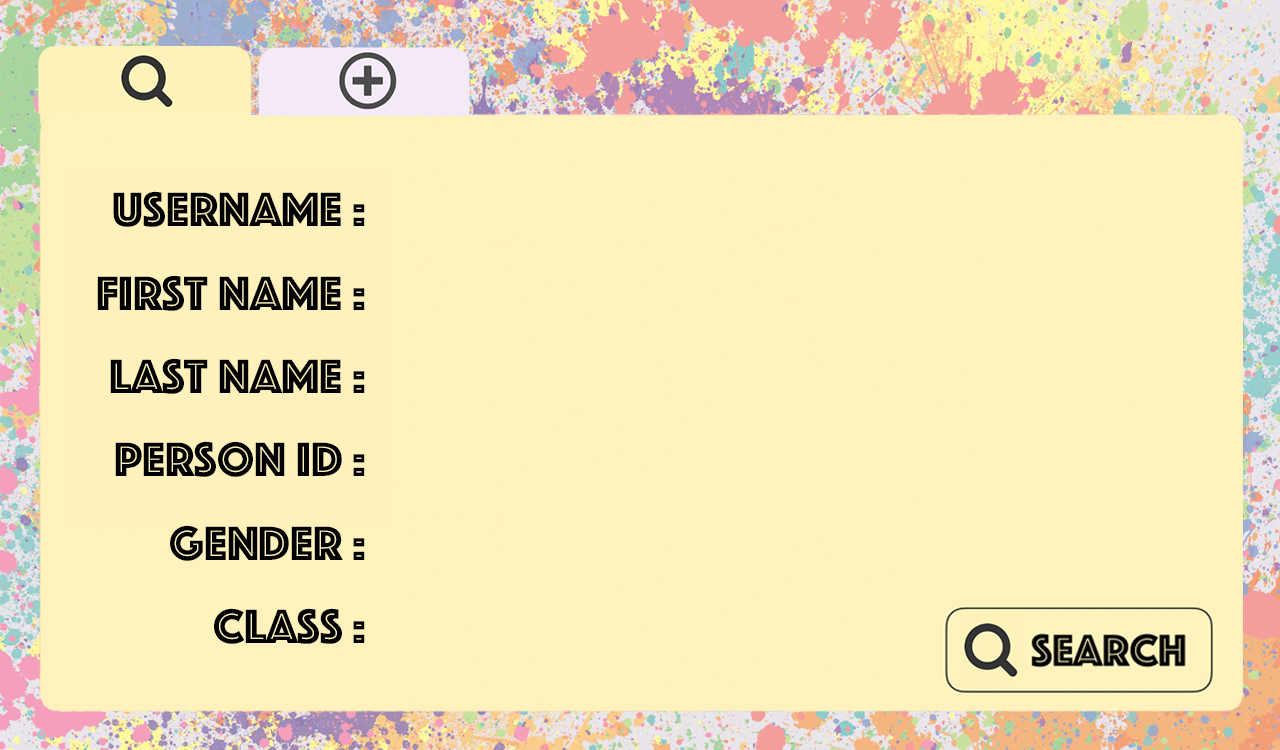 USERNAME :
FIRST NAME :
LAST NAME :
PERSON ID :
GENDER :
CLASS :
SEARCH